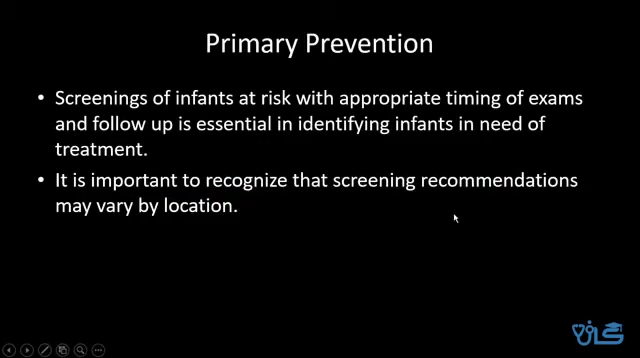 Primary Prevention
• Screenings of infants at risk with appropriate timing of exams
and follow up is essential in identifying infants in need of
treatment.
• It is important to recognize that screening recommendations
may vary by location.